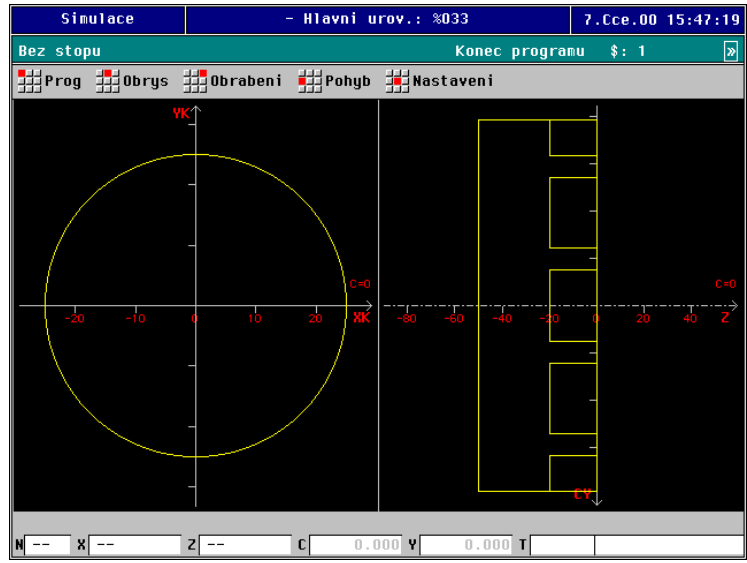 Simulace - Hlavni urov.: %033 7.Cce.00 15:47:19
Bez stopu Konec programu $: 1 »
Prog Obrys Obrabeni Pohyb Nastaveni
YK
C=0 C=0
-20 -10 0 10 20 XK -80 -60 -40 -20 0 20 40 Z
CY
N -- X -- Z -- C 0.000 Y 0.000 T